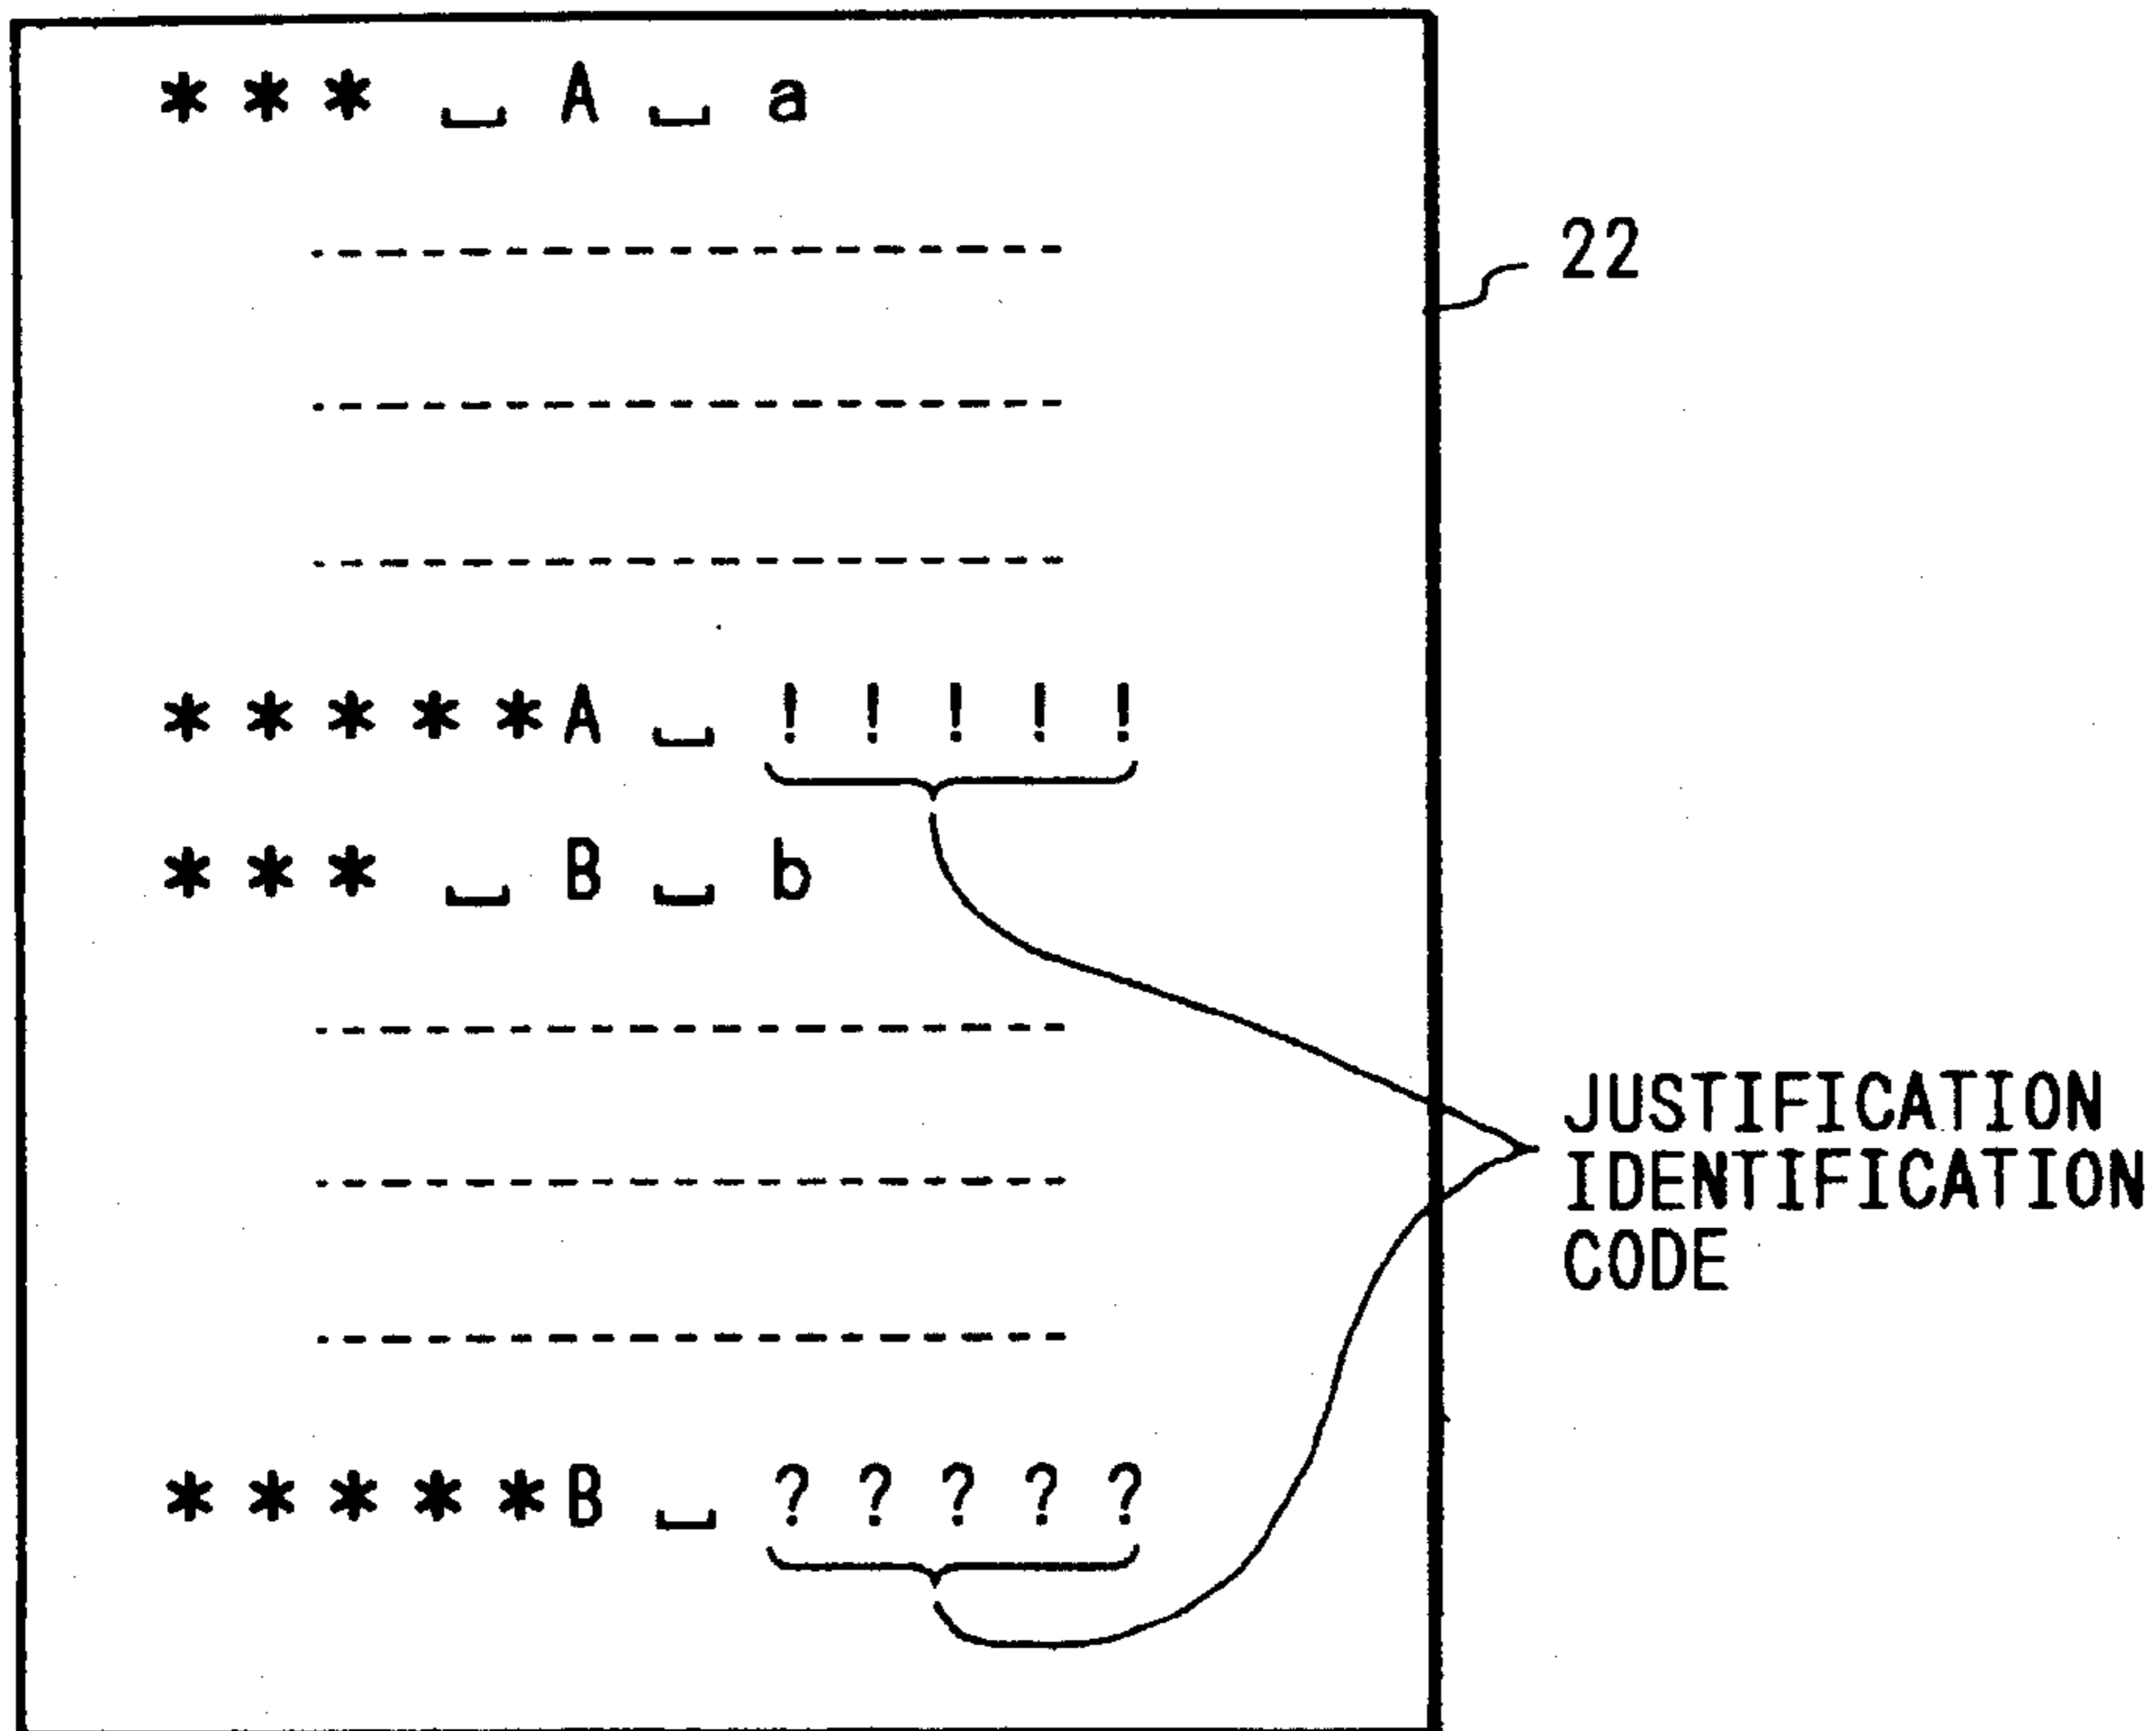 * * * ⎵ A ⎵ a
- - - - - - - - - - - - - - - - - -
22
- - - - - - - - - - - - - - - - - -
- - - - - - - - - - - - - - - - - -
* * * * * A ⎵ ! ! ! ! !
* * * ⎵ B ⎵ b
- - - - - - - - - - - - - - - - - -
JUSTIFICATION
IDENTIFICATION
CODE
- - - - - - - - - - - - - - - - - -
- - - - - - - - - - - - - - - - - -
* * * * * B ⎵ ? ? ? ? ?